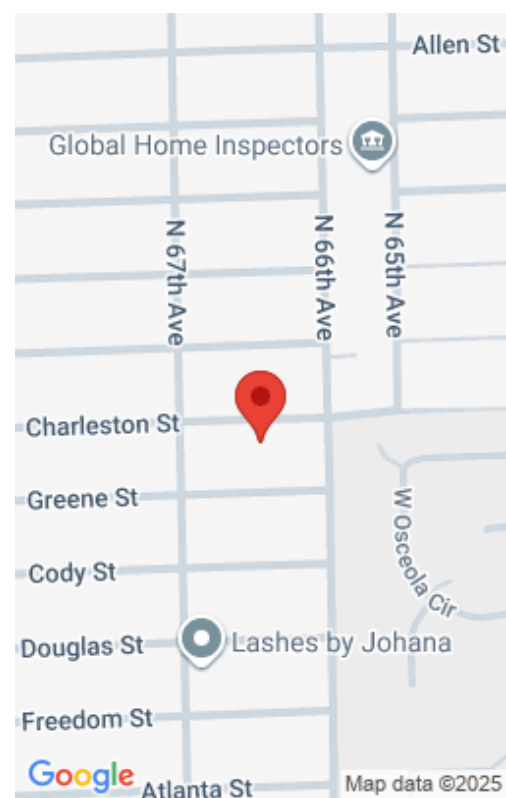 Allen St
Global Home Inspectors
N 67th Ave
N 66th Ave
N 65th Ave
Charleston St
Greene St
W Osceola Cir
Cody St
Douglas St
Lashes by Johana
Freedom St
Google
Atlanta St
Map data ©2025